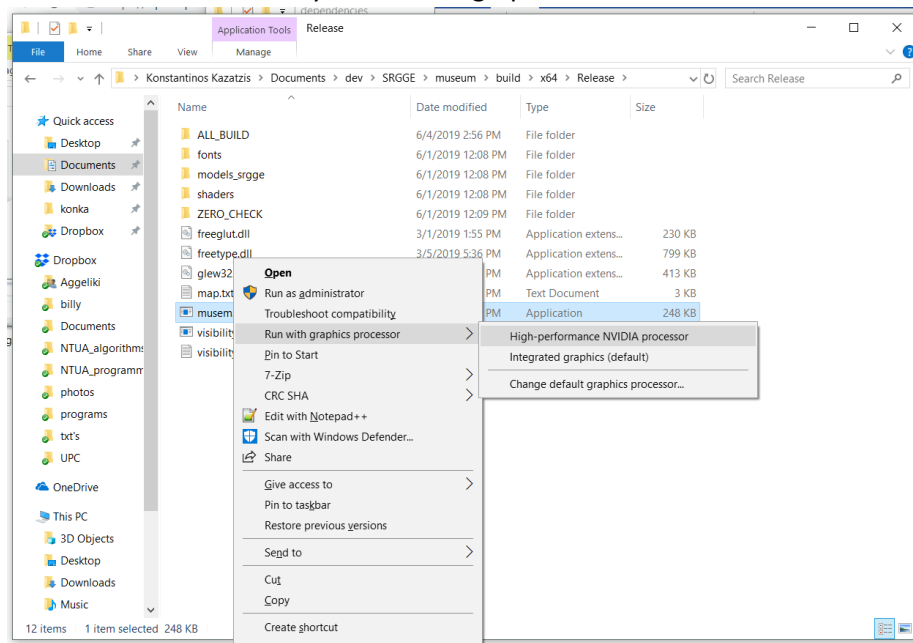 dependencies
Application Tools
Release
File
Home
Share
View
Manage
Konstantinos Kazatzis > Documents > dev > SRGGE > museum > build > x64 > Release >
Search Release
Name
Date modified
Type
Size
Quick access
Desktop
Documents
Downloads
konka
Dropbox
Dropbox
Aggeliki
billy
Documents
NTUA_algorithms
NTUA_programm
photos
programs
txt's
UPC
OneDrive
This PC
3D Objects
Desktop
Downloads
Music
ALL_BUILD 6/4/2019 2:56 PM File folder
fonts 6/1/2019 12:08 PM File folder
models_srgge 6/1/2019 12:08 PM File folder
shaders 6/1/2019 12:08 PM File folder
ZERO_CHECK 6/1/2019 12:09 PM File folder
freeglut.dll 3/1/2019 1:55 PM Application extens... 230 KB
freetype.dll 3/5/2019 5:36 PM Application extens... 799 KB
glew32 PM Application extens... 413 KB
map.txt PM Text Document 3 KB
musem PM Application 248 KB
visibility
visibility
Open
Run as administrator
Troubleshoot compatibility
Run with graphics processor
Pin to Start
7-Zip
CRC SHA
Edit with Notepad++
Scan with Windows Defender...
Share
Give access to
Pin to taskbar
Restore previous versions
Send to
Cut
Copy
Create shortcut
High-performance NVIDIA processor
Integrated graphics (default)
Change default graphics processor...
12 items 1 item selected 248 KB